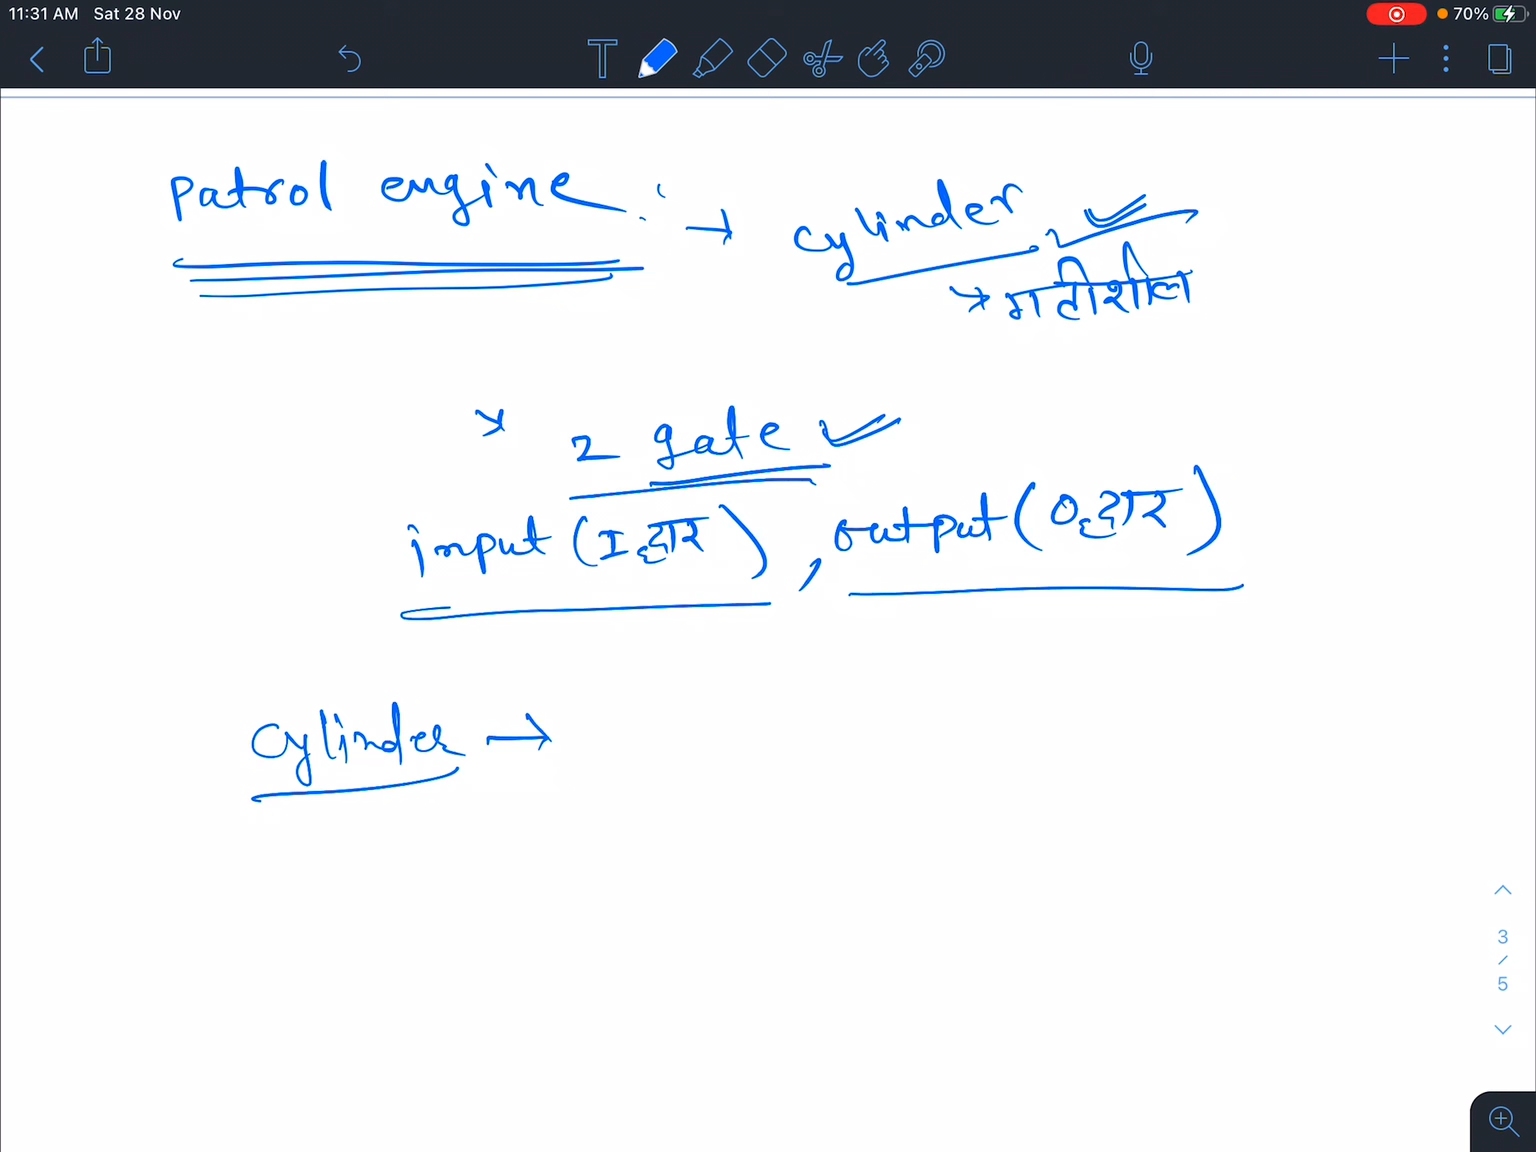 11:31 AM Sat 28 Nov
70%
Patrol engine : → cylinder
* गतीशील
* 2 gate ✓
input (I द्वार) , output (O द्वार)
Cylinder →
3
/
5